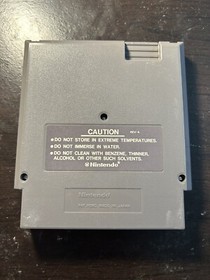 CAUTION
●DO NOT STORE IN EXTREME TEMPERATURES.
●DO NOT IMMERSE IN WATER.
●DO NOT CLEAN WITH BENZENE, THINNER,
ALCOHOL OR OTHER SUCH SOLVENTS.
Nintendo